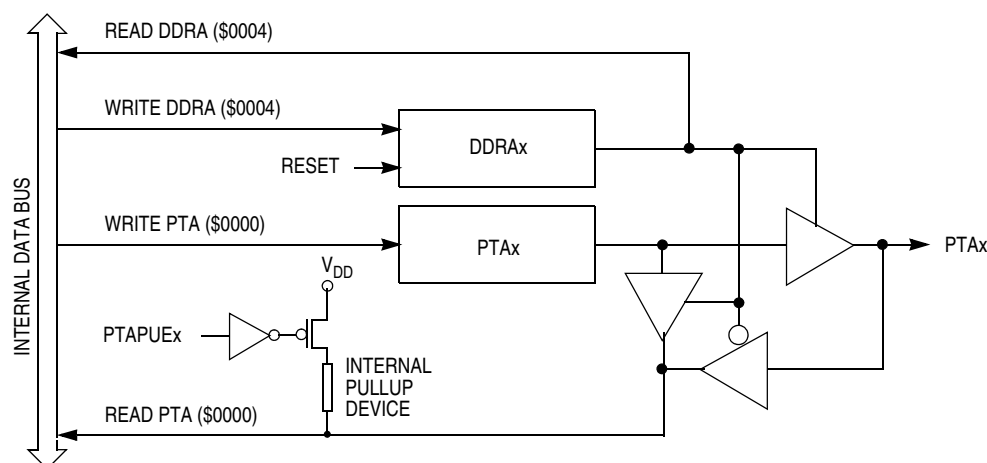 READ DDRA ($0004)
WRITE DDRA ($0004)
DDRAx
RESET
INTERNAL DATA BUS
WRITE PTA ($0000)
PTAx
PTAx
VDD
PTAPUEx
INTERNAL
PULLUP
DEVICE
READ PTA ($0000)